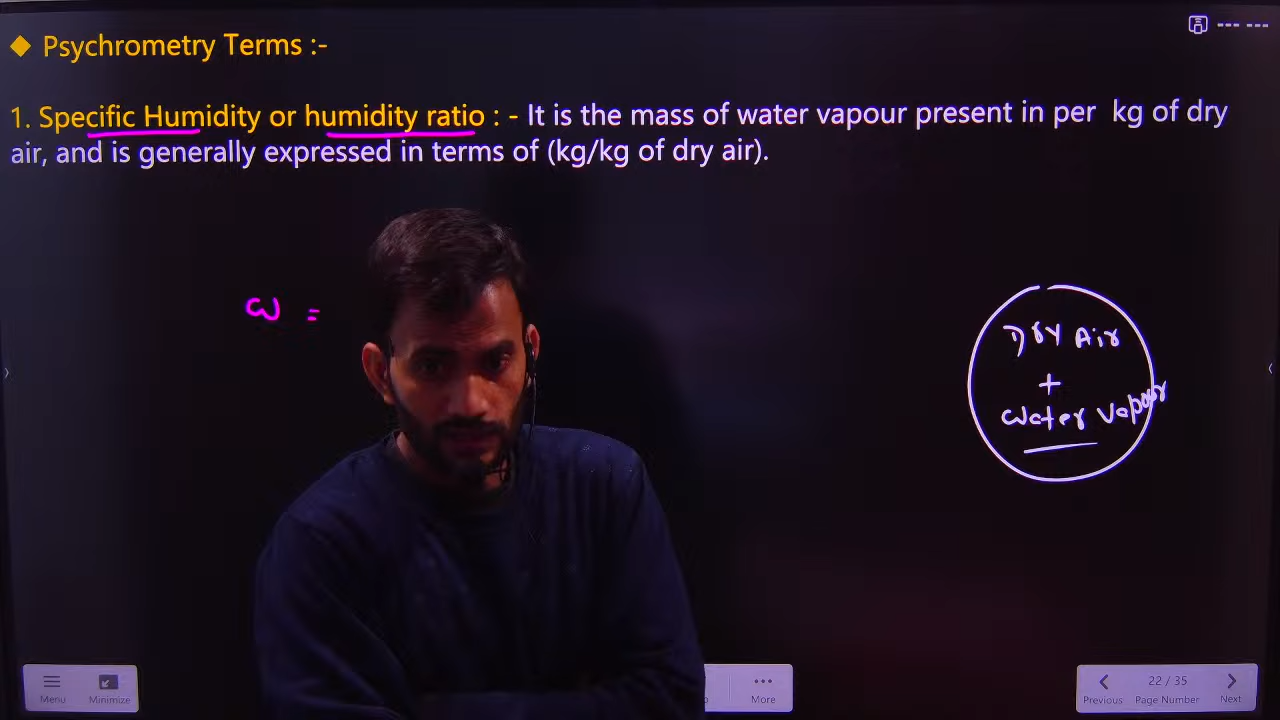 ◆ Psychrometry Terms :-
1. Specific Humidity or humidity ratio : - It is the mass of water vapour present in per kg of dry
air, and is generally expressed in terms of (kg/kg of dry air).
ω =
Dry Air
+
water vapour
Menu
Minimize
More
Previous
22 / 35
Page Number
Next